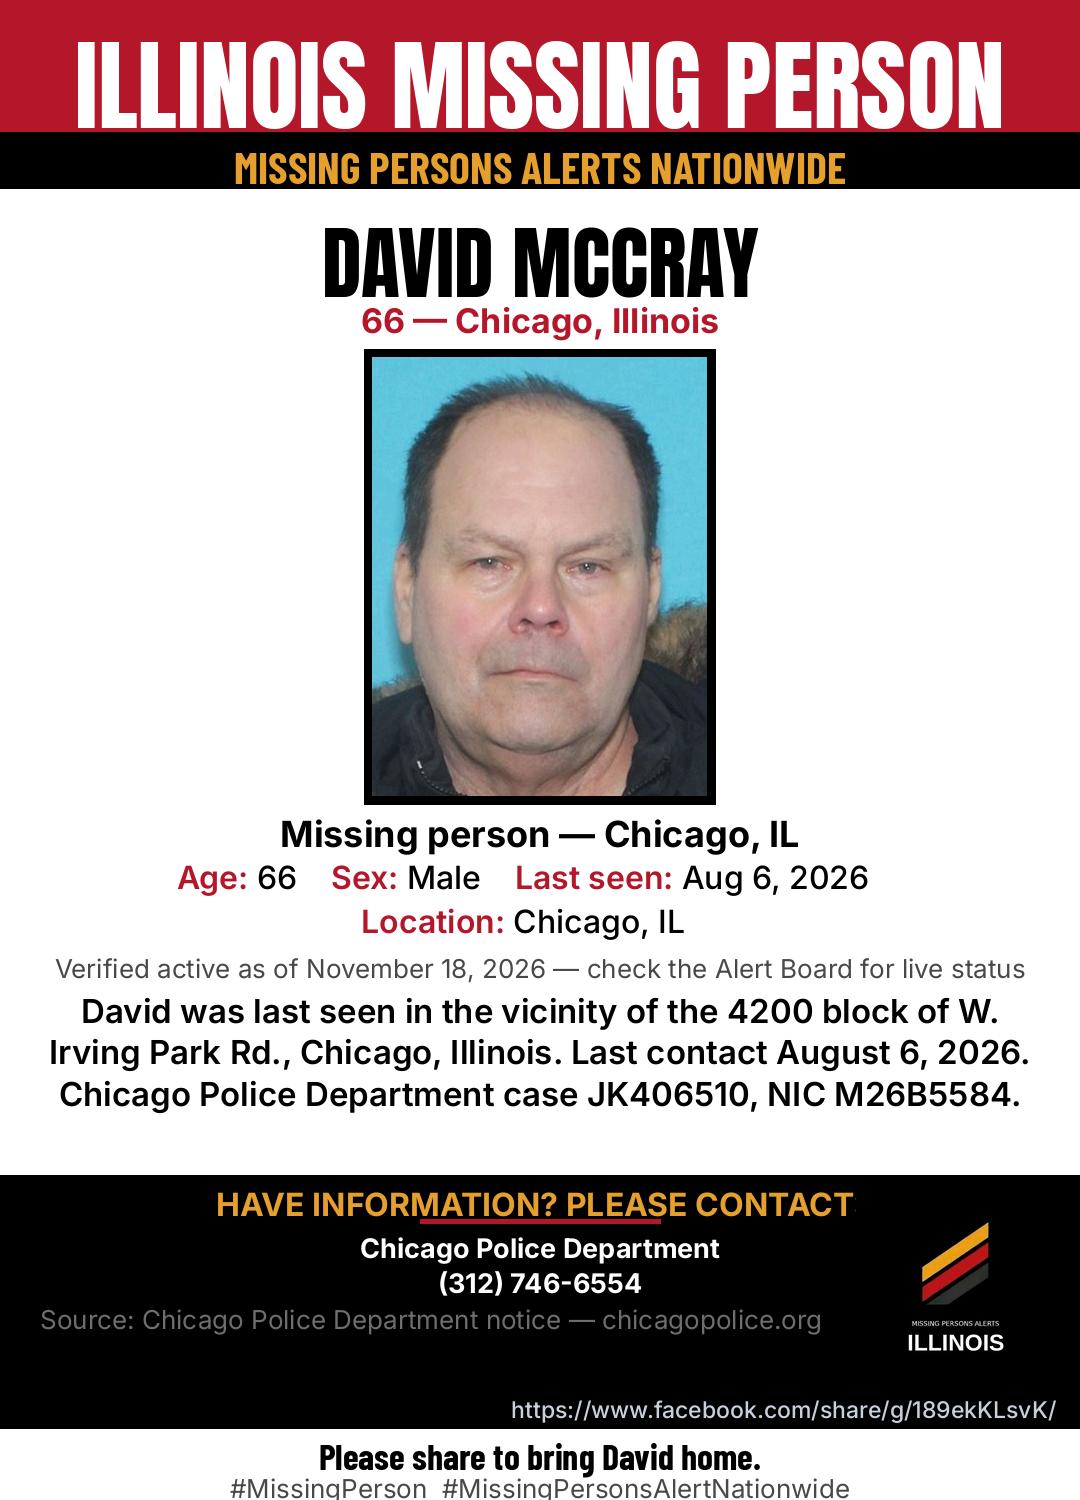 ILLINOIS MISSING PERSON
MISSING PERSONS ALERTS NATIONWIDE
DAVID MCCRAY
66 — Chicago, Illinois
Missing person — Chicago, IL
Age: 66 Sex: Male Last seen: Aug 6, 2026
Location: Chicago, IL
Verified active as of November 18, 2026 — check the Alert Board for live status
David was last seen in the vicinity of the 4200 block of W.
Irving Park Rd., Chicago, Illinois. Last contact August 6, 2026.
Chicago Police Department case JK406510, NIC M26B5584.
HAVE INFORMATION? PLEASE CONTACT:
Chicago Police Department
(312) 746-6554
Source: Chicago Police Department notice — chicagopolice.org
MISSING PERSONS ALERTS
ILLINOIS
https://www.facebook.com/share/g/189ekKLsvK/
Please share to bring David home.
#MissingPerson #MissingPersonsAlertNationwide